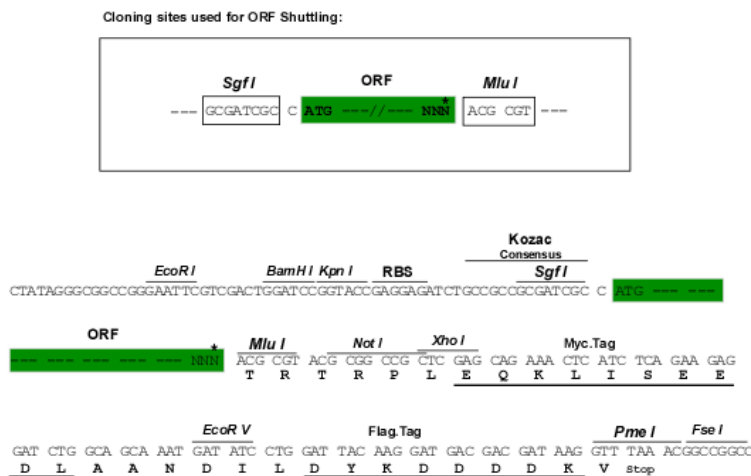 Cloning sites used for ORF Shuttling:
Sgf I ORF Mlu I
--- GCGATCGC C ATG ---//--- NNN* ACG CGT ---
Kozac
Consensus
EcoR I BamH I Kpn I RBS Sgf I
CTATAGGGCGGCCGGGAATTCGTCGACTGGATCCGGTACCGAGGAGATCTGCCGCCGCGATCGC C ATG --- ---
ORF
Mlu I Not I Xho I Myc.Tag
--- --- --- --- --- --- NNN* ACG CGT ACG CGG CCG CTC GAG CAG AAA CTC ATC TCA GAA GAG
T R T R P L E Q K L I S E E
EcoR V Flag.Tag Pme I Fse I
GAT CTG GCA GCA AAT GAT ATC CTG GAT TAC AAG GAT GAC GAC GAT AAG GTT TAA ACGGCCGGCC
D L A A N D I L D Y K D D D D K V Stop